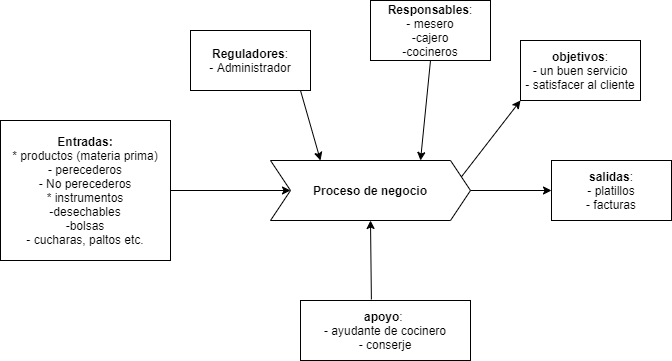 Responsables:
- mesero
-cajero
-cocineros
Reguladores:
- Administrador
objetivos:
- un buen servicio
- satisfacer al cliente
Entradas:
* productos (materia prima)
- perecederos
- No perecederos
* instrumentos
-desechables
-bolsas
- cucharas, paltos etc.
Proceso de negocio
salidas:
- platillos
- facturas
apoyo:
- ayudante de cocinero
- conserje